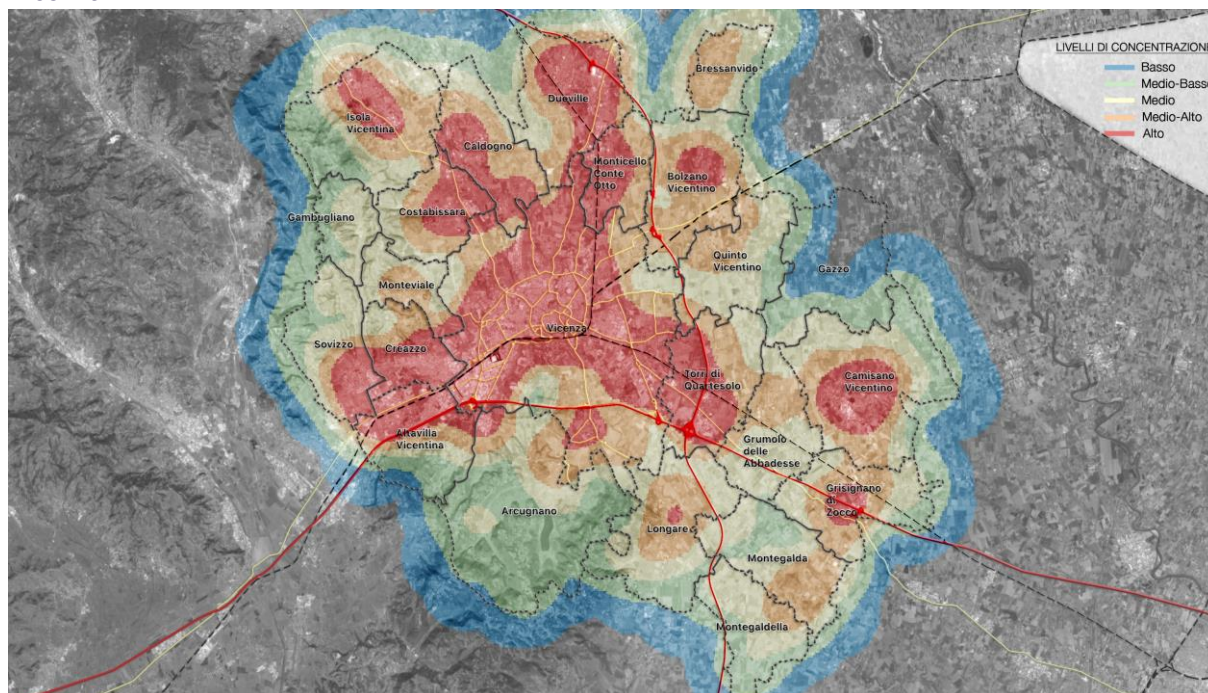 LIVELLI DI CONCENTRAZIONE
Basso
Medio-Basso
Medio
Medio-Alto
Alto
Bressanvido
Dueville
Isola
Vicentina
Caldogno
Monticello
Conte
Otto
Bolzano
Vicentino
Gambugliano
Costabissara
Quinto
Vicentino
Gazzo
Monteviale
Vicenza
Sovizzo
Creazzo
Torri di
Quartesolo
Camisano
Vicentino
Altavilla
Vicentina
Grumolo
delle
Abbadesse
Grisignano
di
Zocco
Arcugnano
Longare
Montegalda
Montegaldella